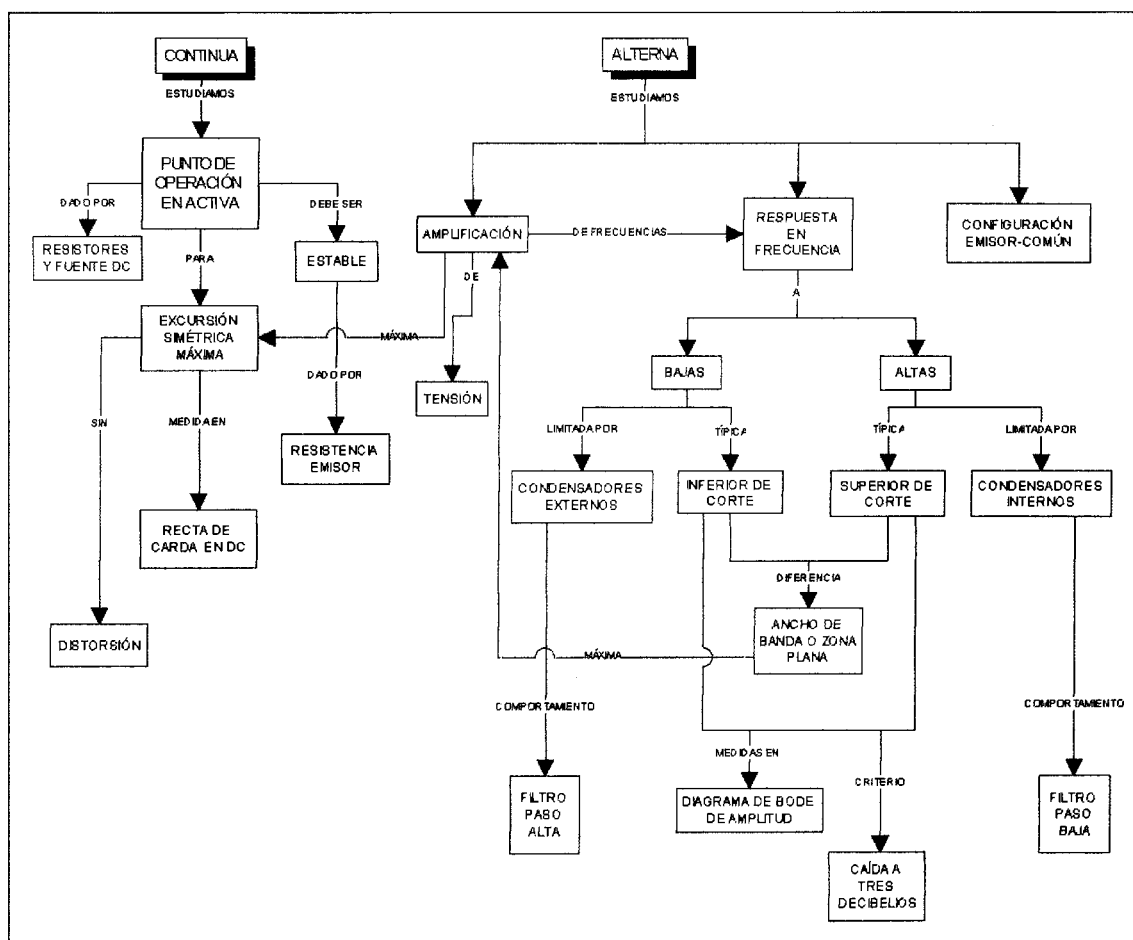 CONTINUA
ALTERNA
ESTUDIAMOS
ESTUDIAMOS
PUNTO DE
OPERACIÓN
EN ACTIVA
DADO POR
DEBE SER
RESISTORES
Y FUENTE DC
PARA
ESTABLE
AMPLIFICACIÓN
DE FRECUENCIAS
RESPUESTA
EN
FRECUENCIA
CONFIGURACIÓN
EMISOR-COMÚN
DE
A
EXCURSIÓN
SIMÉTRICA
MÁXIMA
MÁXIMA
BAJAS
ALTAS
DADO POR
TENSIÓN
SIN
MEDIDA EN
LIMITADA POR
TÍPICA
TÍPICA
LIMITADA POR
RESISTENCIA
EMISOR
CONDENSADORES
EXTERNOS
INFERIOR DE
CORTE
SUPERIOR DE
CORTE
CONDENSADORES
INTERNOS
RECTA DE
CARDA EN DC
DIFERENCIA
DISTORSIÓN
MÁXIMA
ANCHO DE
BANDA O ZONA
PLANA
COMPORTAMIENTO
COMPORTAMIENTO
MEDIDAS EN
CRITERIO
FILTRO
PASO
ALTA
DIAGRAMA DE BODE
DE AMPLITUD
FILTRO
PASO
BAJA
CAÍDA A
TRES
DECIBELIOS